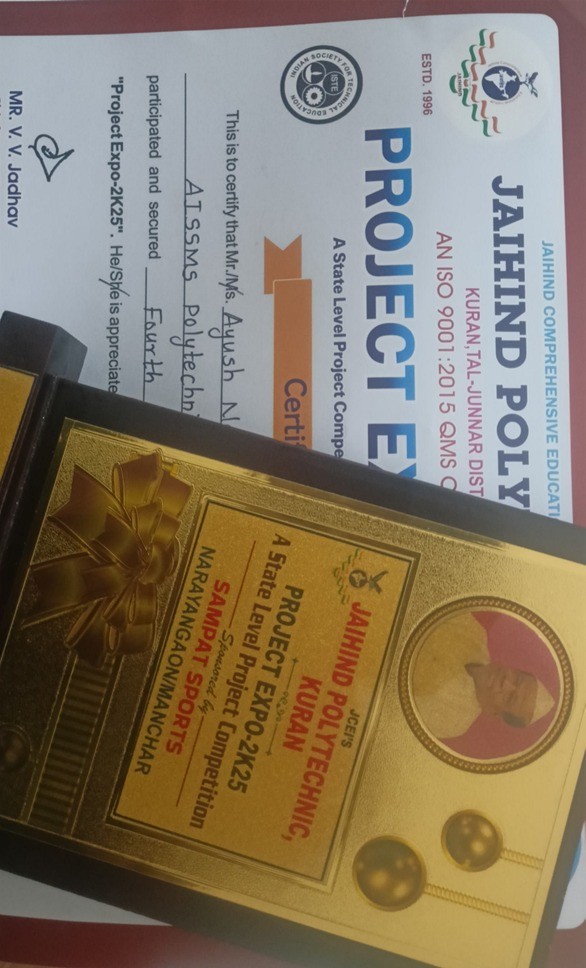 JAIHIND COMPREHENSIVE EDUCATI
JAIHIND POLY
AN ISO 9001:2015 QMS C
KURAN, TAL-JUNNAR DIST
ESTD. 1996
PROJECT EX
A State Level Project Compe
INDIAN SOCIETY FOR TECHNICAL EDUCATION
ISTE
Certi
This is to certify that Mr./Ms. Ayush N
AISSMS Polytechn
participated and secured Fourth
"Project Expo-2K25". He/She is appreciate
MR. V. V. Jadhav
JCEI'S
JAIHIND POLYTECHNIC,
KURAN
PROJECT EXPO-2K25
A State Level Project Competition
Sponsored by
SAMPAT SPORTS
NARAYANGAON/MANCHAR